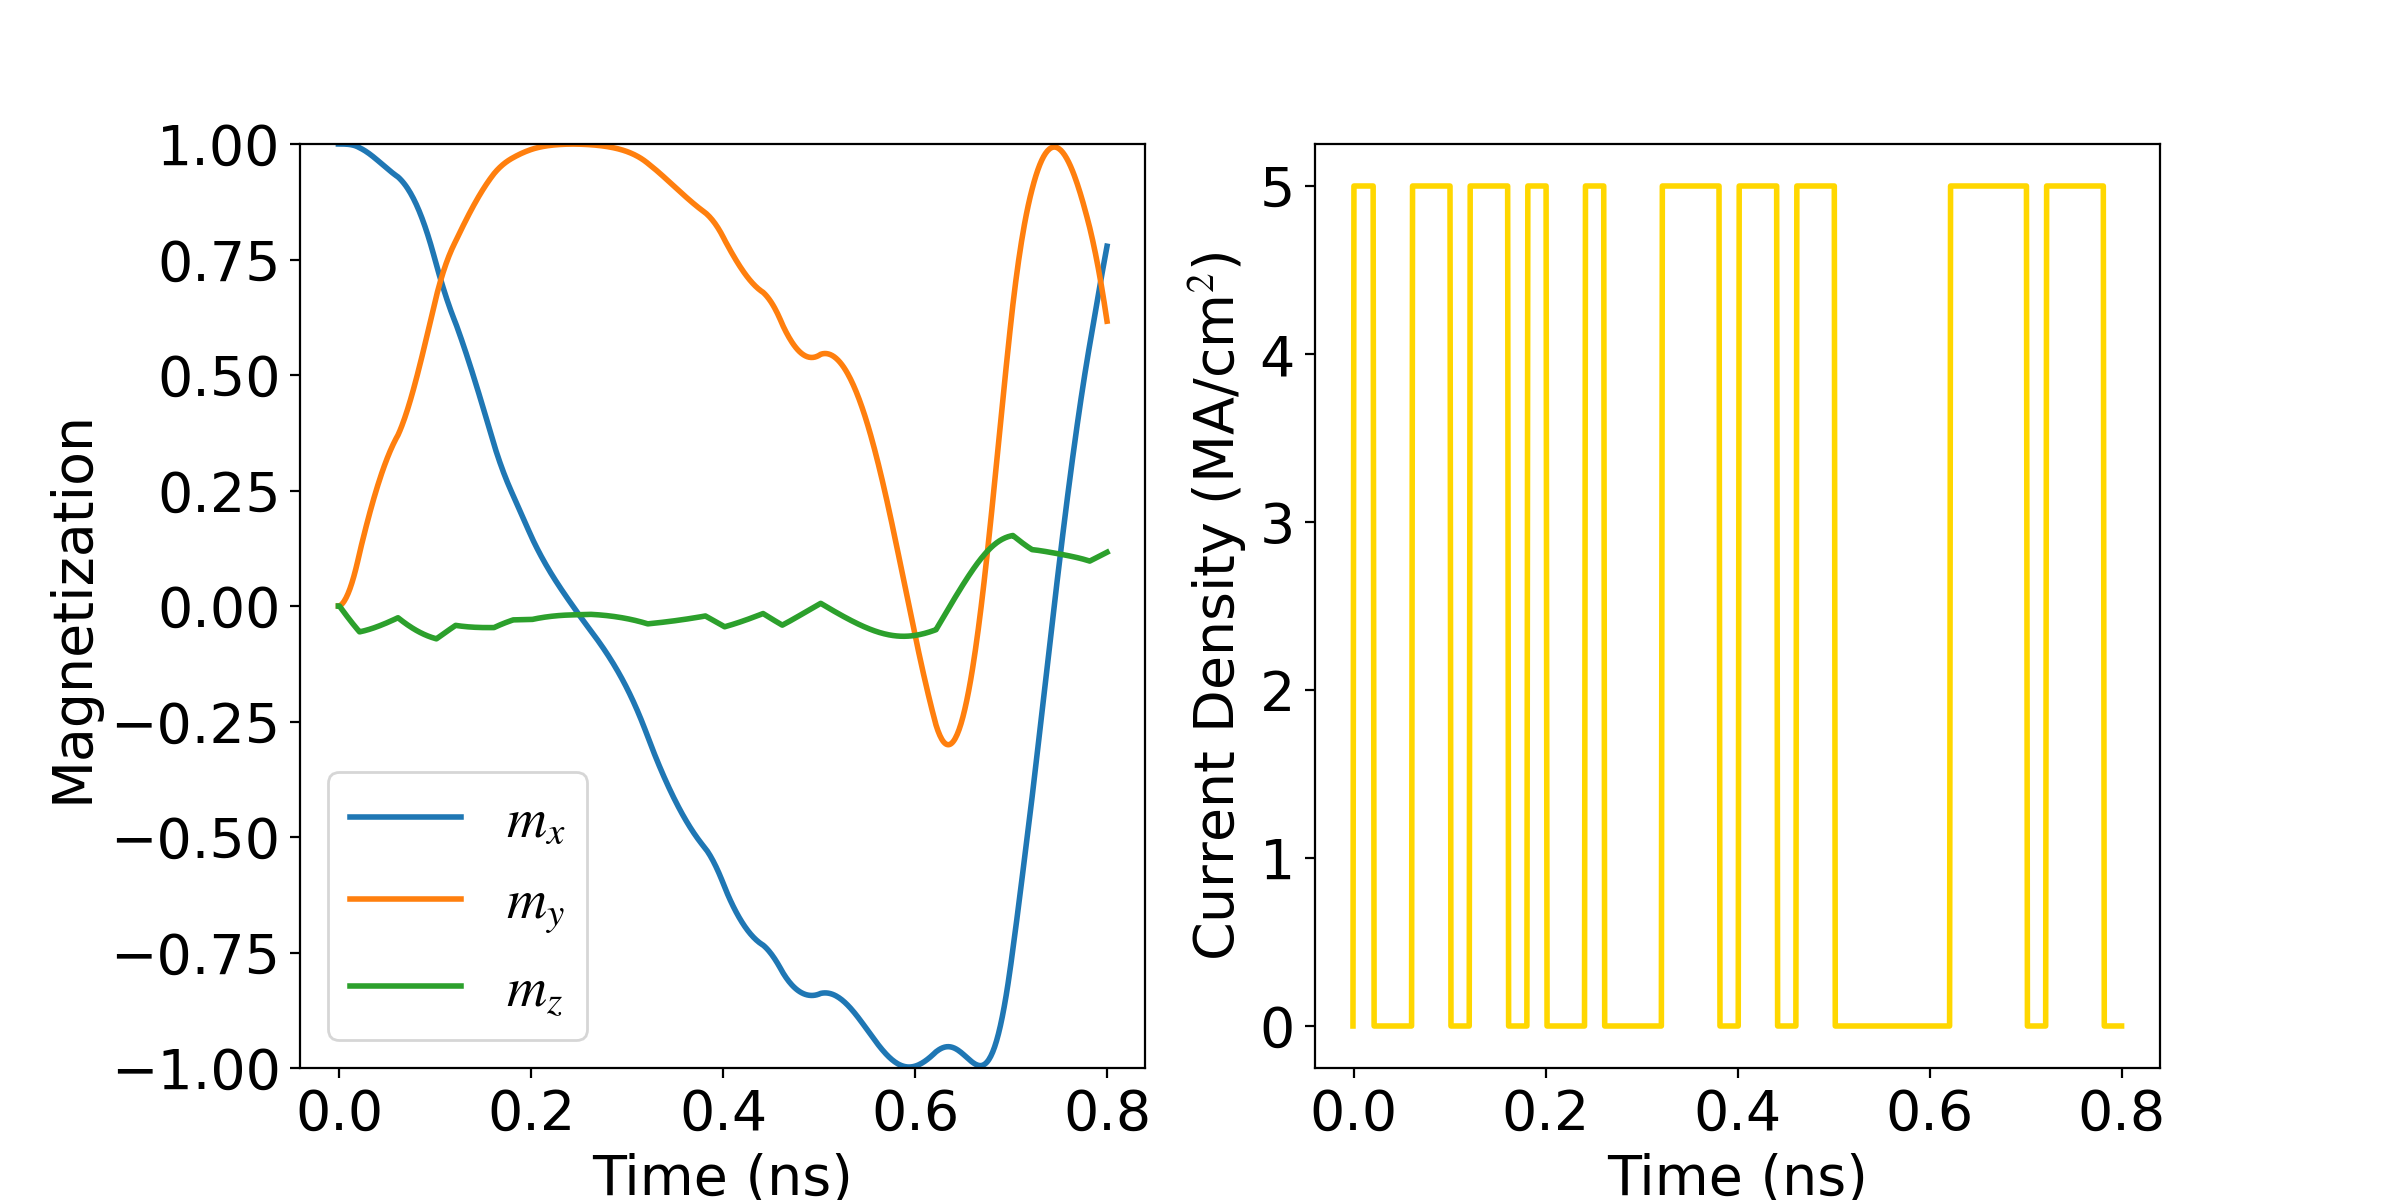 1.00
0.75
0.50
0.25
0.00
−0.25
−0.50
−0.75
−1.00
Magnetization
m_x
m_y
m_z
0.0 0.2 0.4 0.6 0.8
Time (ns)
5
4
3
2
1
0
Current Density (MA/cm²)
0.0 0.2 0.4 0.6 0.8
Time (ns)